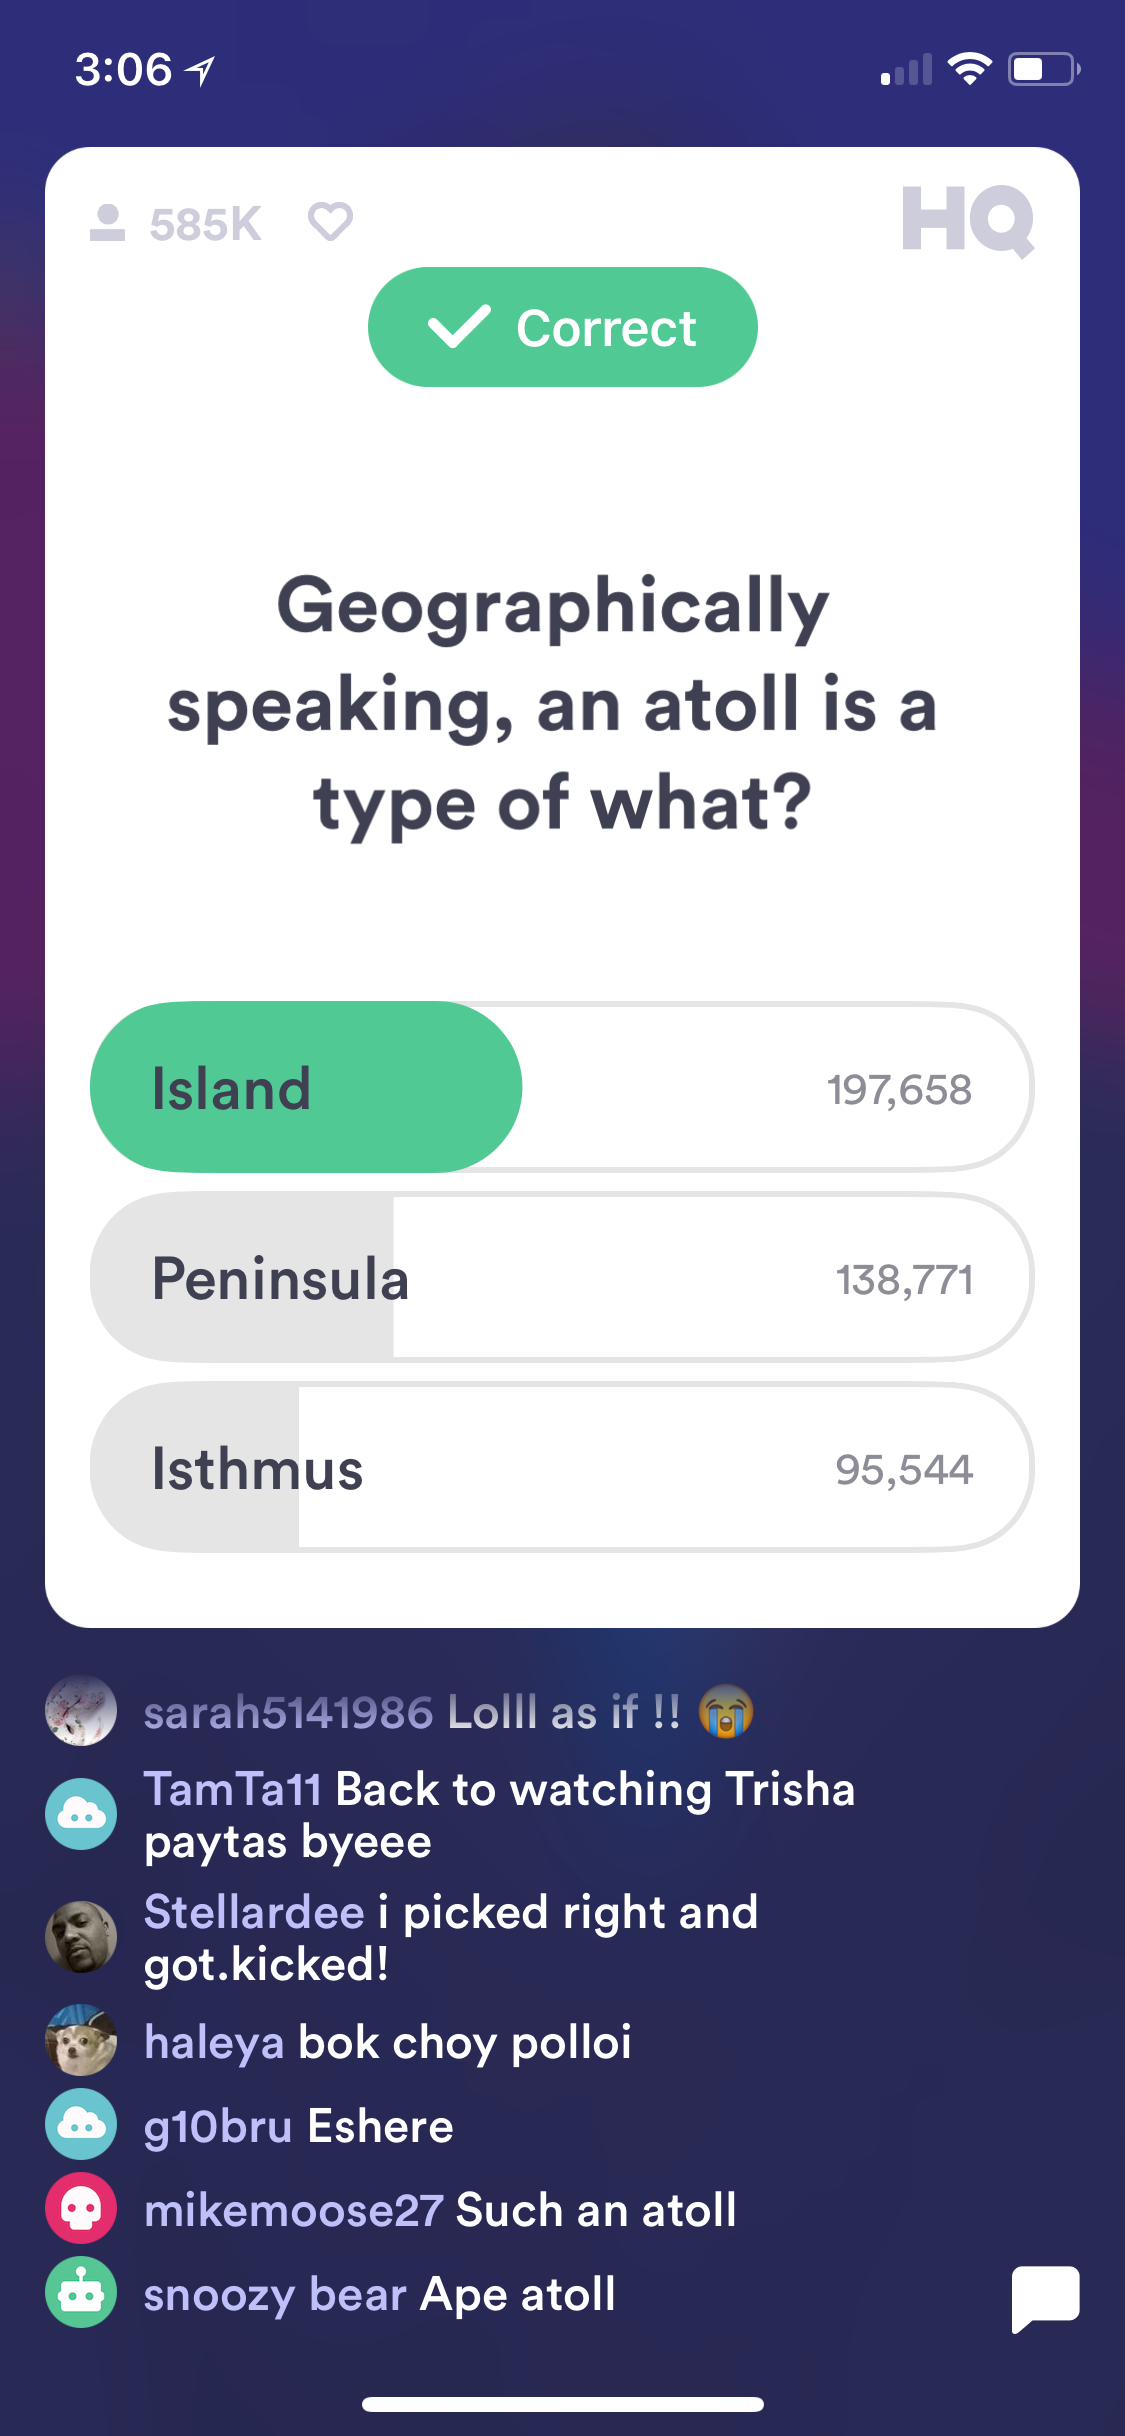 3:06
585K
HQ
Correct
Geographically
speaking, an atoll is a
type of what?
Island 197,658
Peninsula 138,771
Isthmus 95,544
sarah5141986 Lolll as if !! 😭
TamTa11 Back to watching Trisha
paytas byeee
Stellardee i picked right and
got.kicked!
haleya bok choy polloi
g10bru Eshere
mikemoose27 Such an atoll
snoozy bear Ape atoll